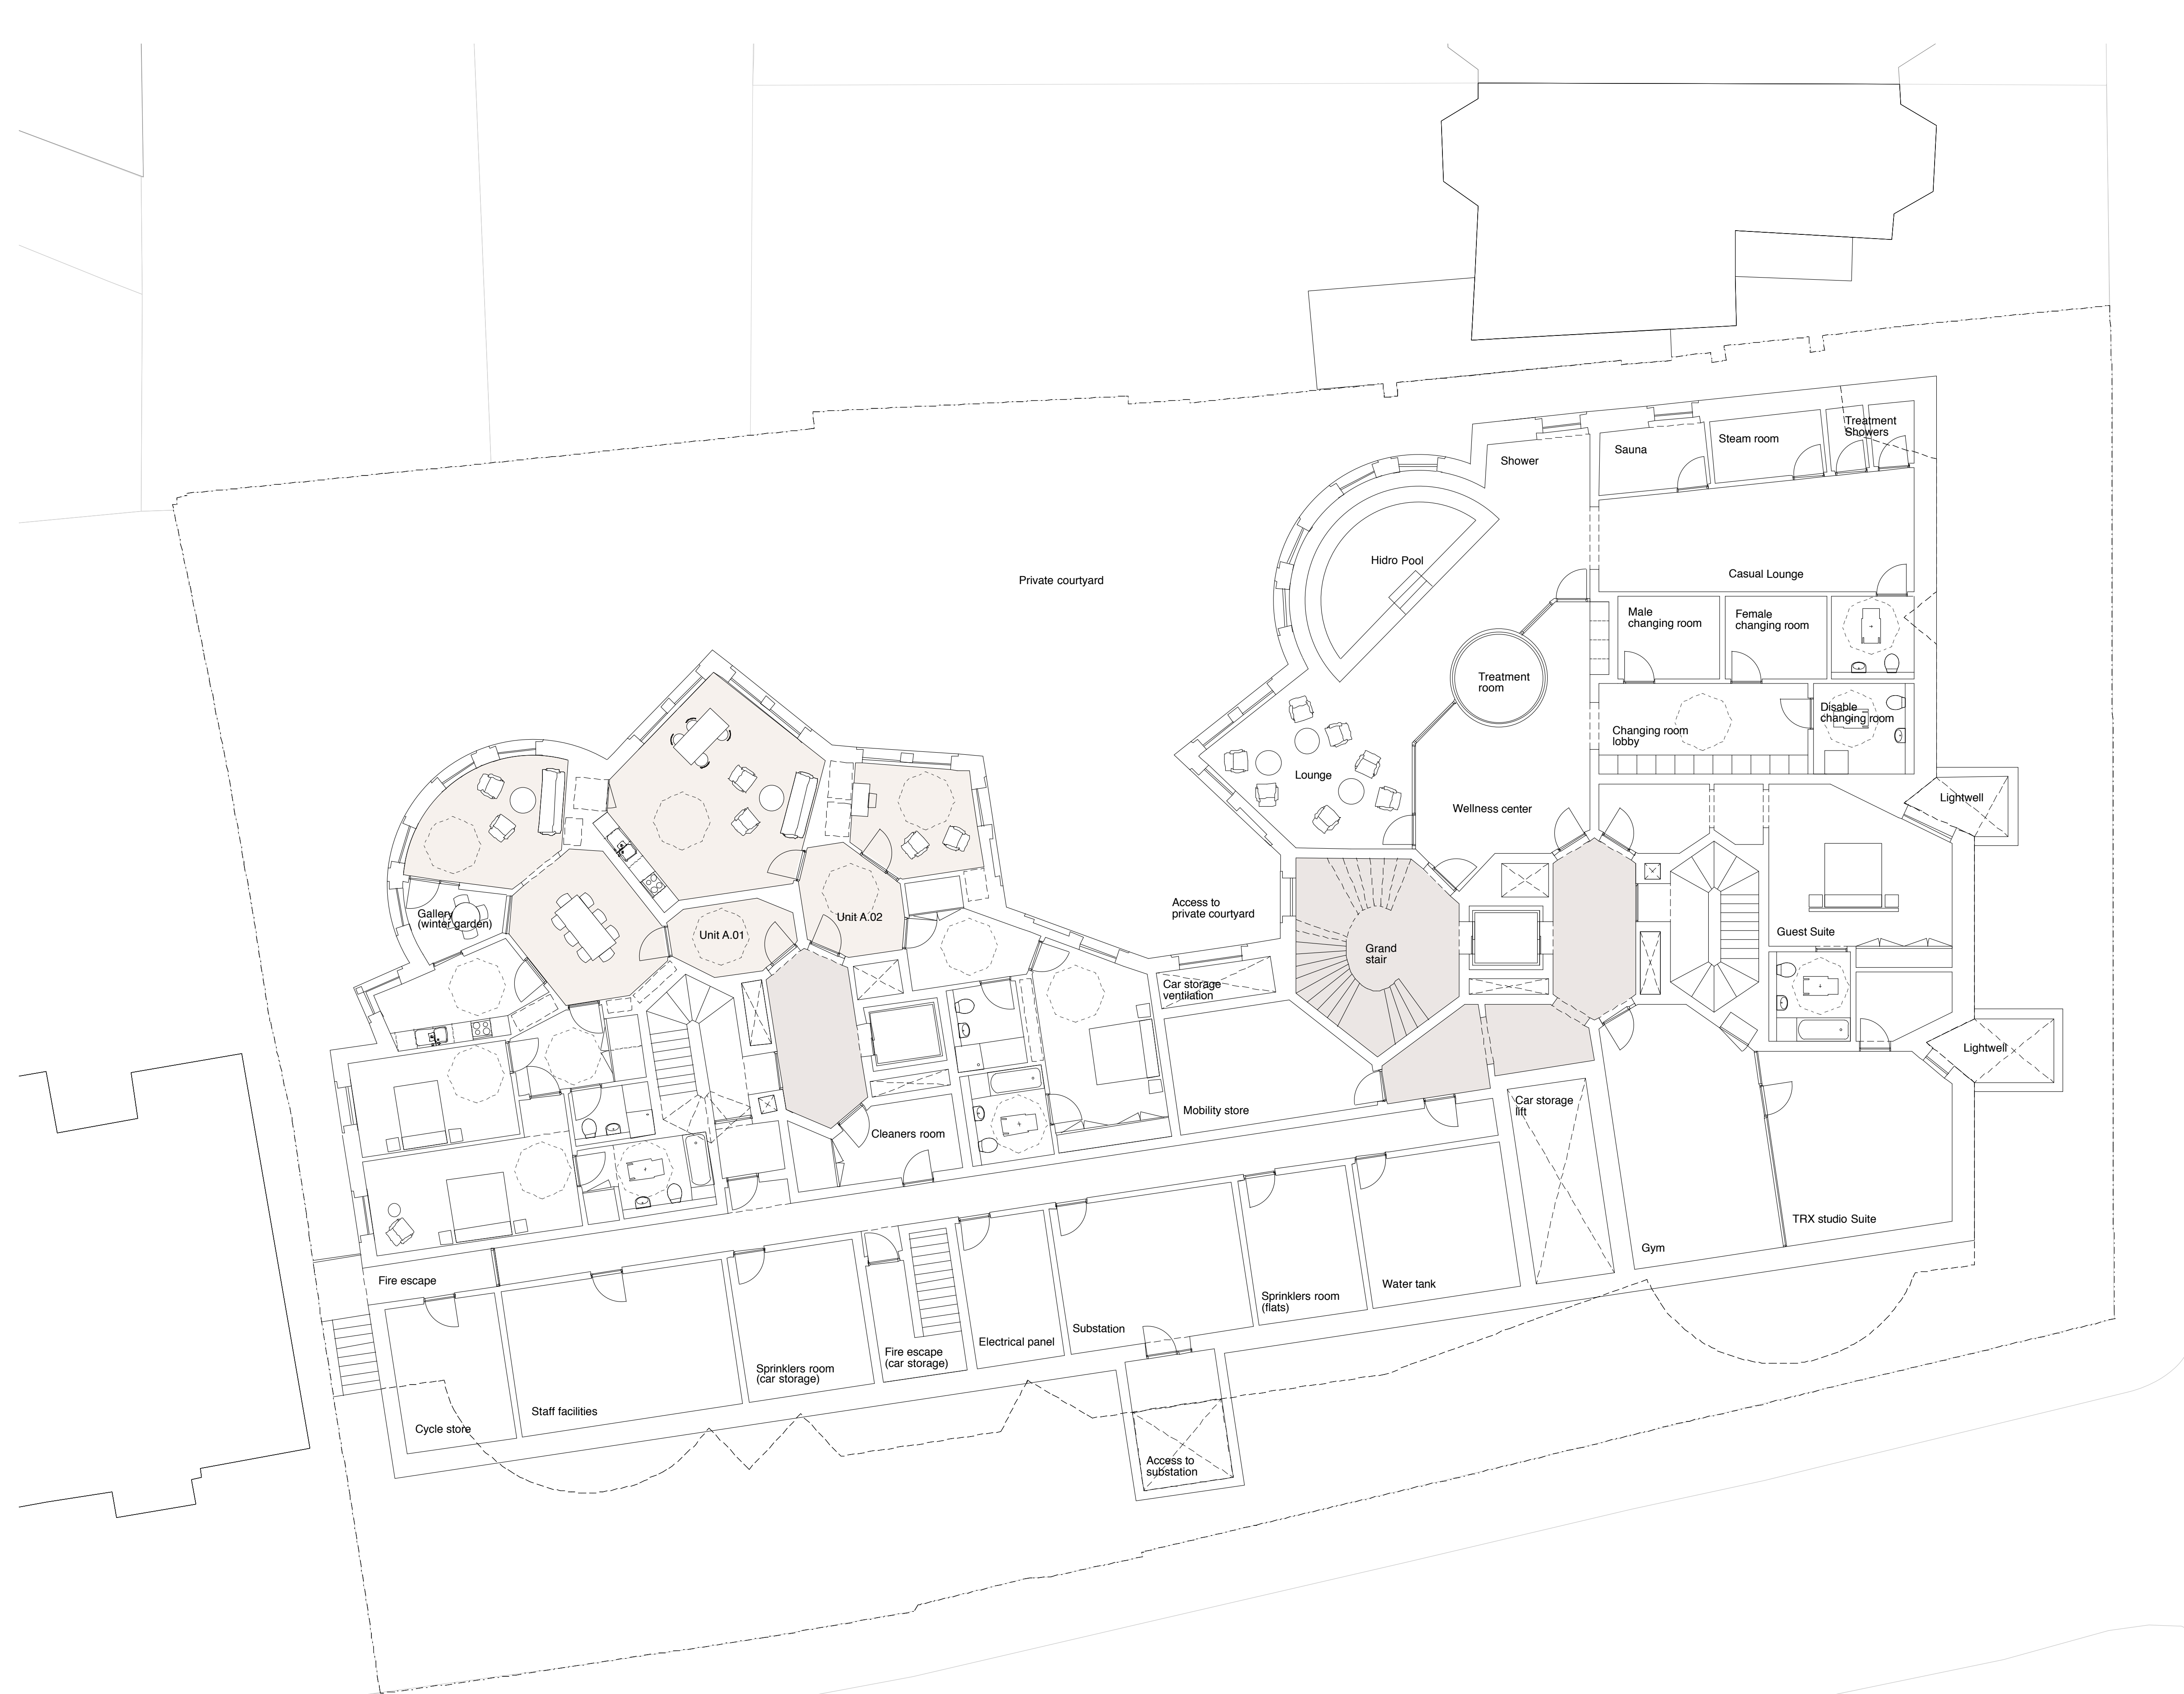 Treatment
Showers
Steam room
Sauna
Shower
Hidro Pool
Casual Lounge
Private courtyard
Male
changing room
Female
changing room
Treatment
room
Disable
changing room
Changing room
lobby
Lounge
Wellness center
Lightwell
Gallery
(winter garden)
Unit A.01
Unit A.02
Access to
private courtyard
Grand
stair
Guest Suite
Car storage
ventilation
Lightwell
Mobility store
Car storage
lift
Cleaners room
TRX studio Suite
Gym
Fire escape
Water tank
Sprinklers room
(flats)
Substation
Electrical panel
Fire escape
(car storage)
Sprinklers room
(car storage)
Staff facilities
Cycle store
Access to
substation